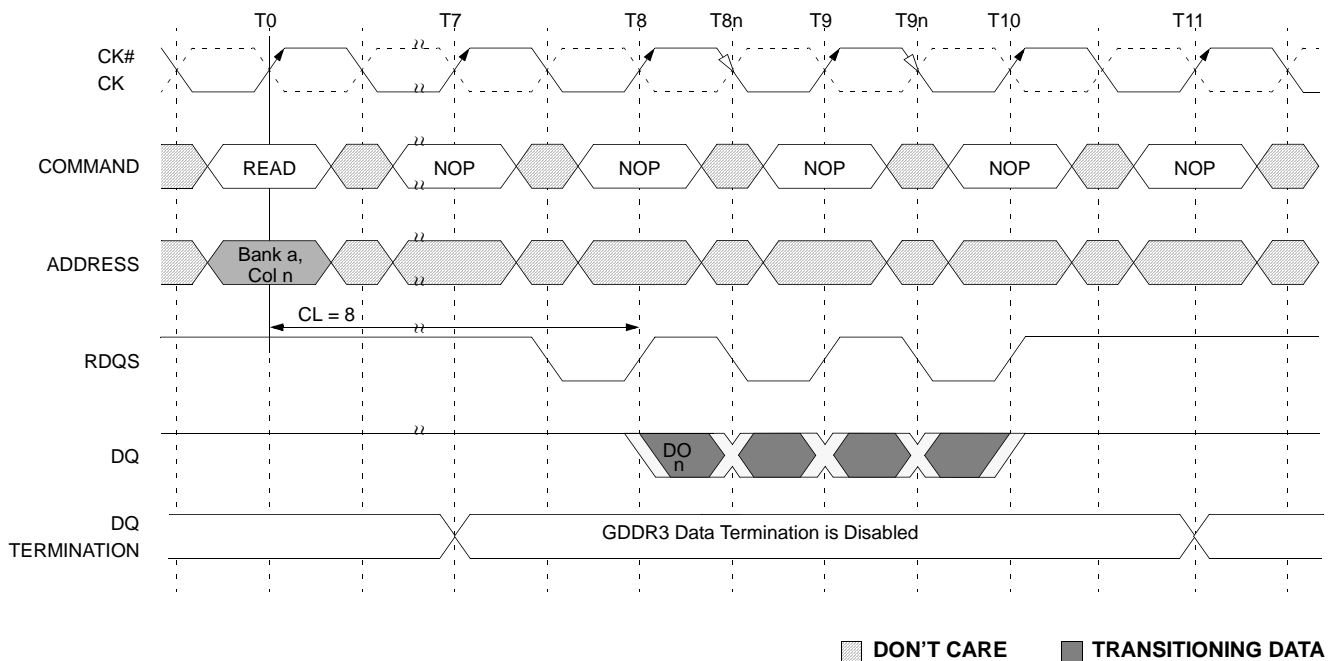 T0 T7 T8 T8n T9 T9n T10 T11
CK#
CK
COMMAND READ NOP NOP NOP NOP NOP
ADDRESS Bank a,
Col n
CL = 8
RDQS
DQ DO
n
DQ
TERMINATION GDDR3 Data Termination is Disabled
DON'T CARE TRANSITIONING DATA